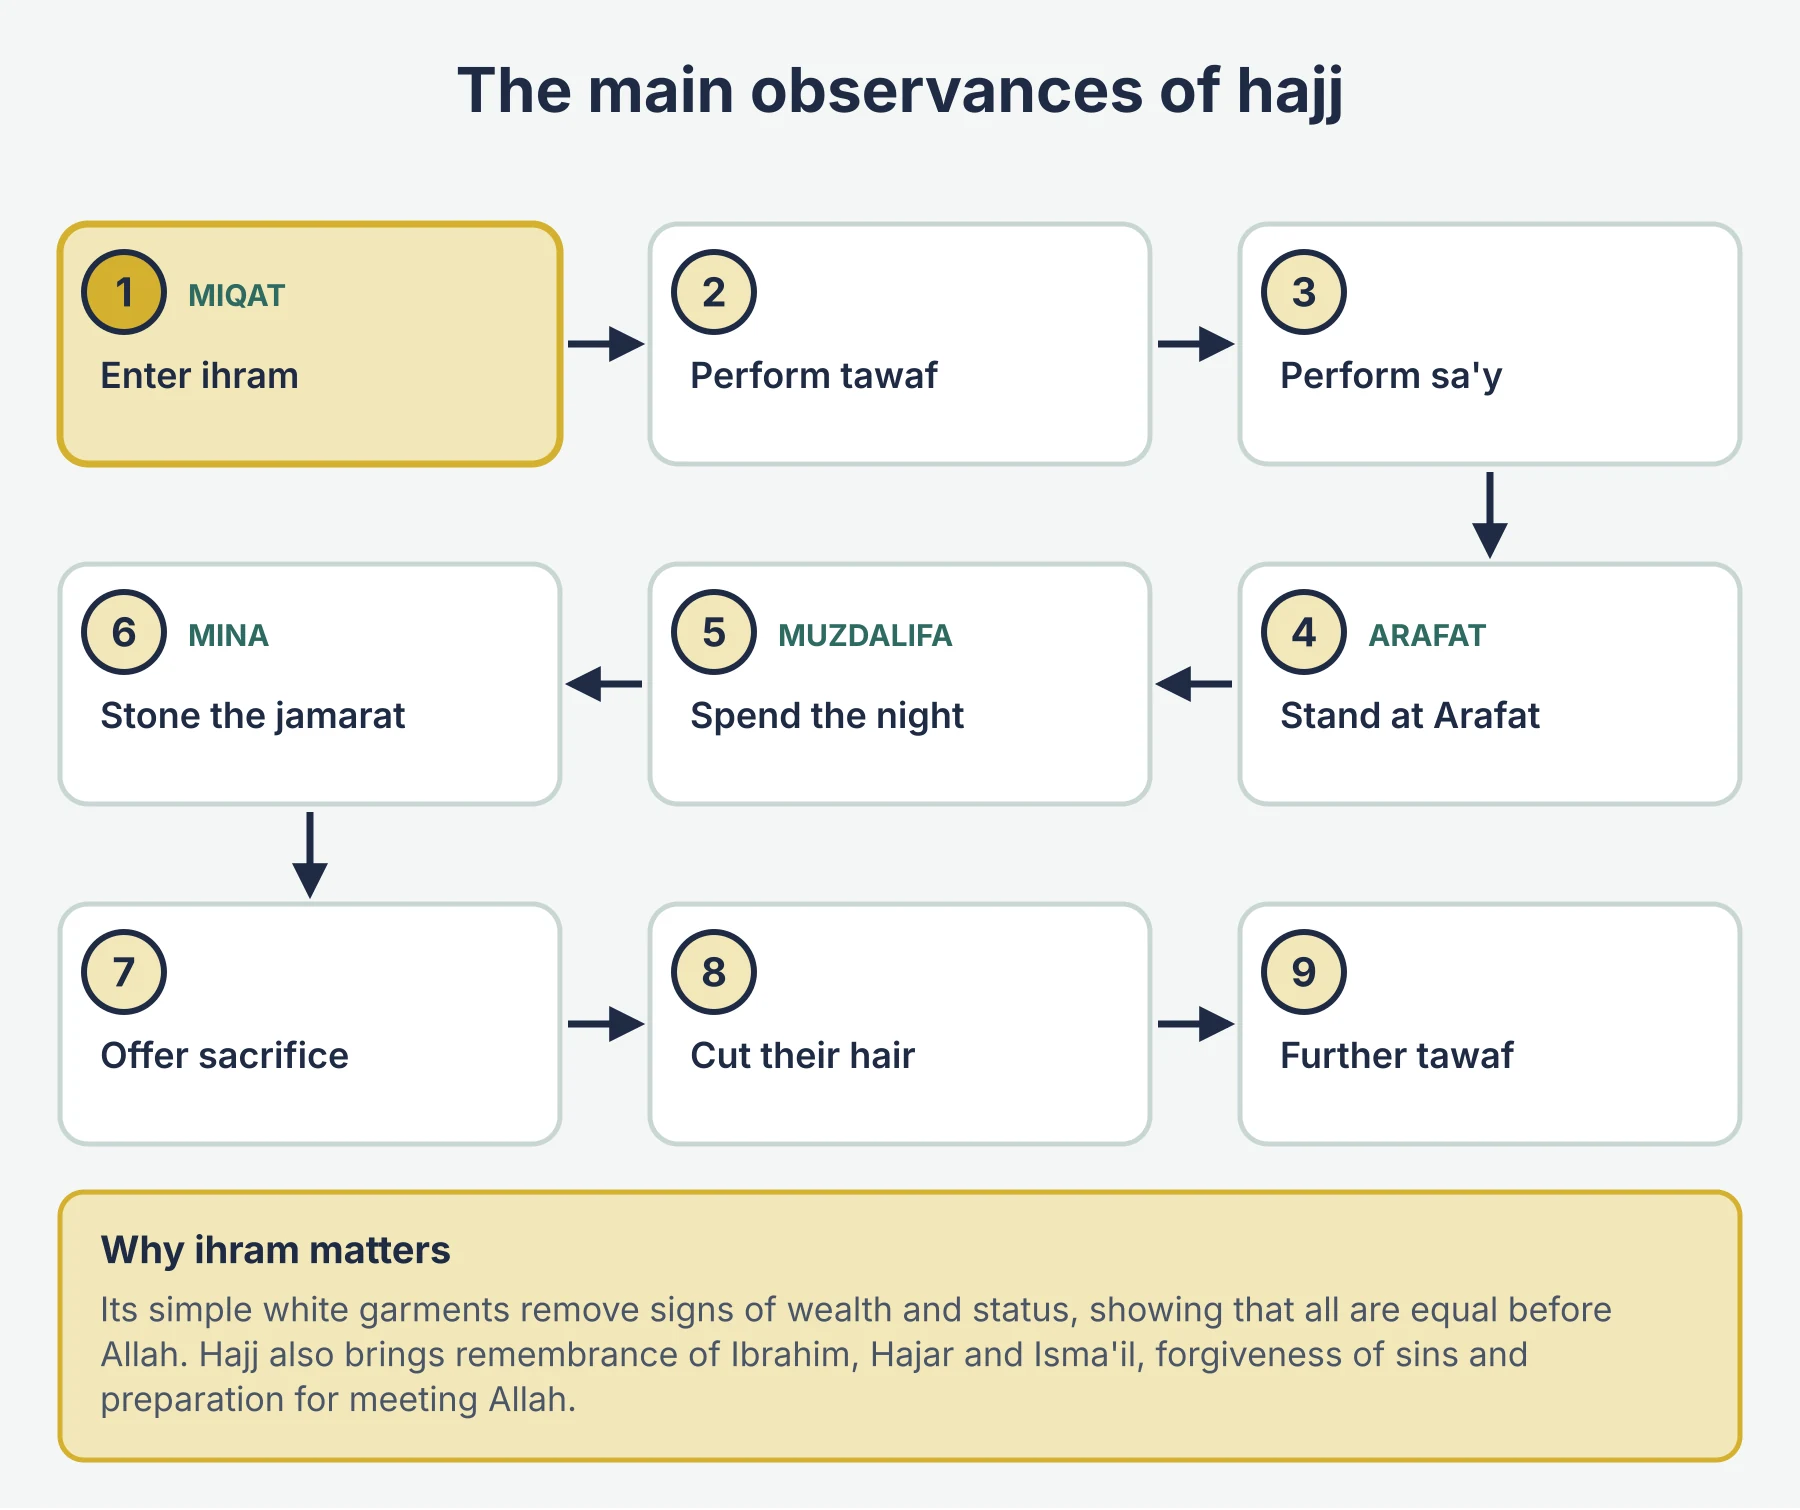 The main observances of hajj
1 MIQAT
Enter ihram
2
Perform tawaf
3
Perform sa'y
4 ARAFAT
Stand at Arafat
5 MUZDALIFA
Spend the night
6 MINA
Stone the jamarat
7
Offer sacrifice
8
Cut their hair
9
Further tawaf
Why ihram matters
Its simple white garments remove signs of wealth and status, showing that all are equal before
Allah. Hajj also brings remembrance of Ibrahim, Hajar and Isma'il, forgiveness of sins and
preparation for meeting Allah.